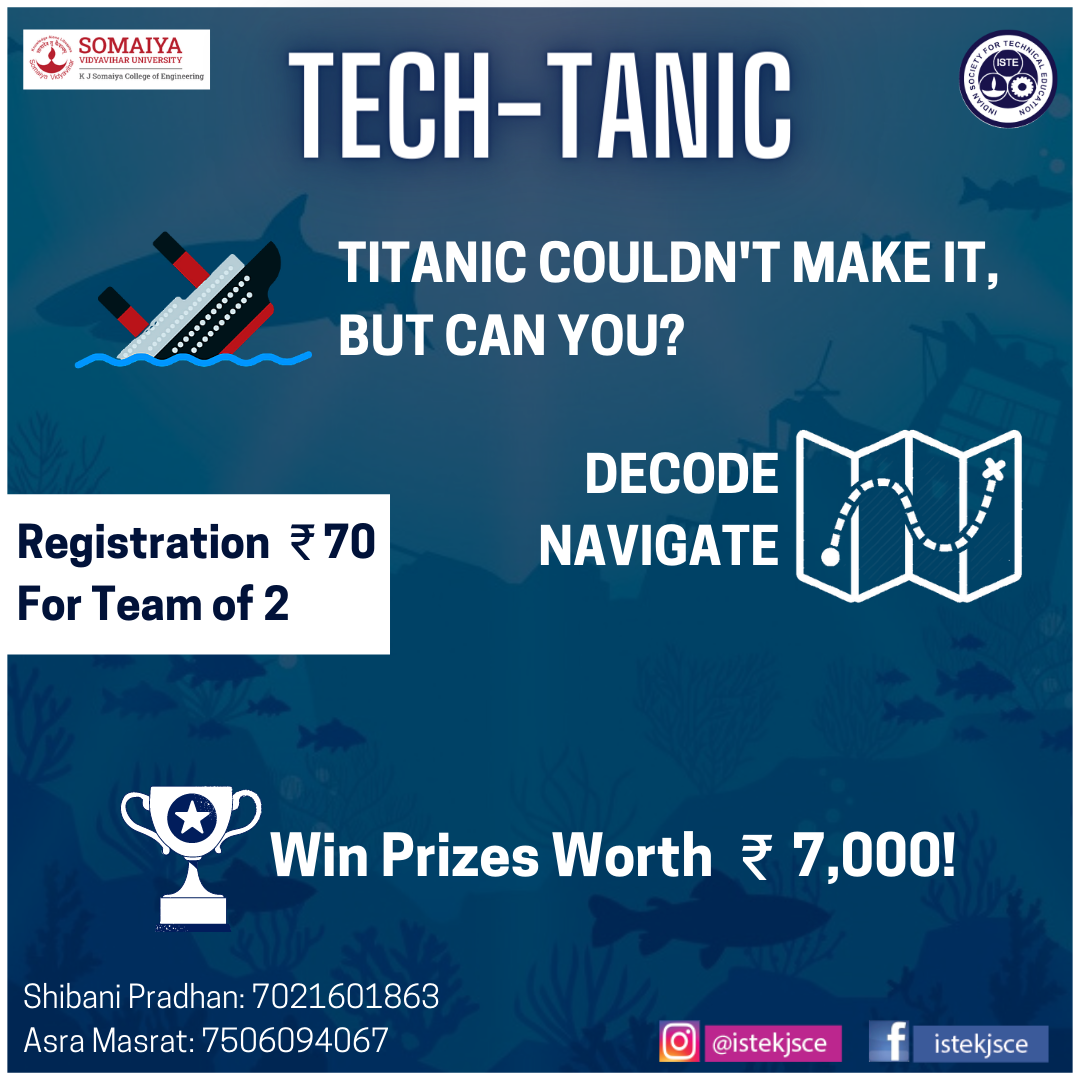 SOMAIYA
VIDYAVIHAR UNIVERSITY
K J Somaiya College of Engineering
TECH-TANIC
INDIAN SOCIETY FOR TECHNICAL EDUCATION
ISTE
TITANIC COULDN'T MAKE IT,
BUT CAN YOU?
DECODE
NAVIGATE
Registration ₹ 70
For Team of 2
Win Prizes Worth ₹ 7,000!
Shibani Pradhan: 7021601863
Asra Masrat: 7506094067
@istekjsce
istekjsce